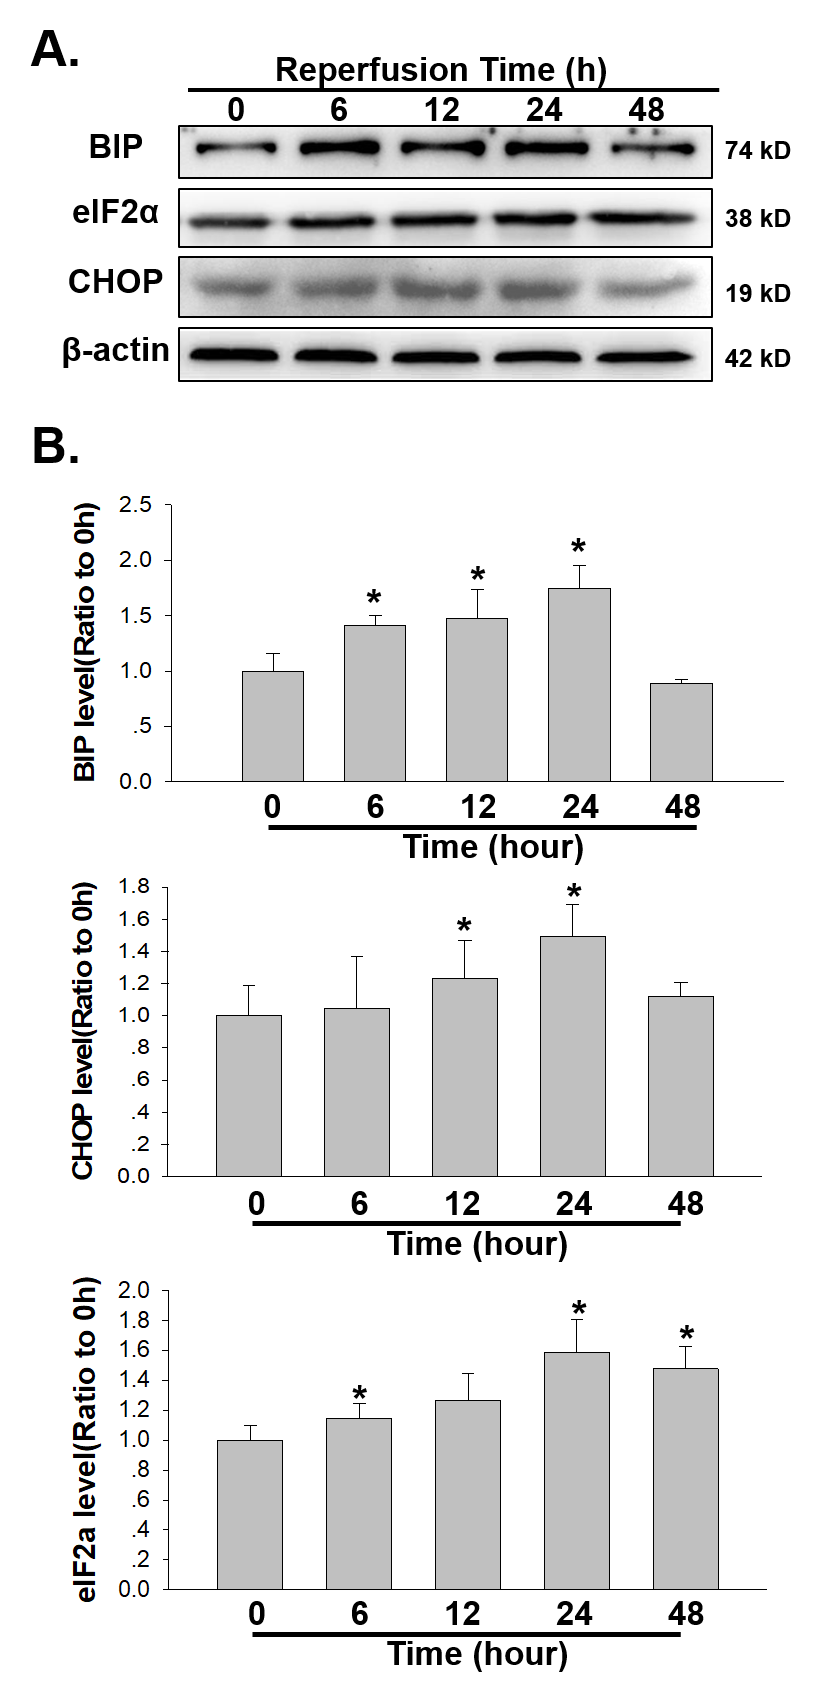 A.
Reperfusion Time (h)
0 6 12 24 48
BIP 74 kD
eIF2α 38 kD
CHOP 19 kD
β-actin 42 kD
B.
BIP level(Ratio to 0h)
2.5
2.0
1.5
1.0
.5
0.0
* * *
0 6 12 24 48
Time (hour)
CHOP level(Ratio to 0h)
1.8
1.6
1.4
1.2
1.0
.8
.6
.4
.2
0.0
* *
0 6 12 24 48
Time (hour)
eIF2a level(Ratio to 0h)
2.0
1.8
1.6
1.4
1.2
1.0
.8
.6
.4
.2
0.0
* * *
0 6 12 24 48
Time (hour)